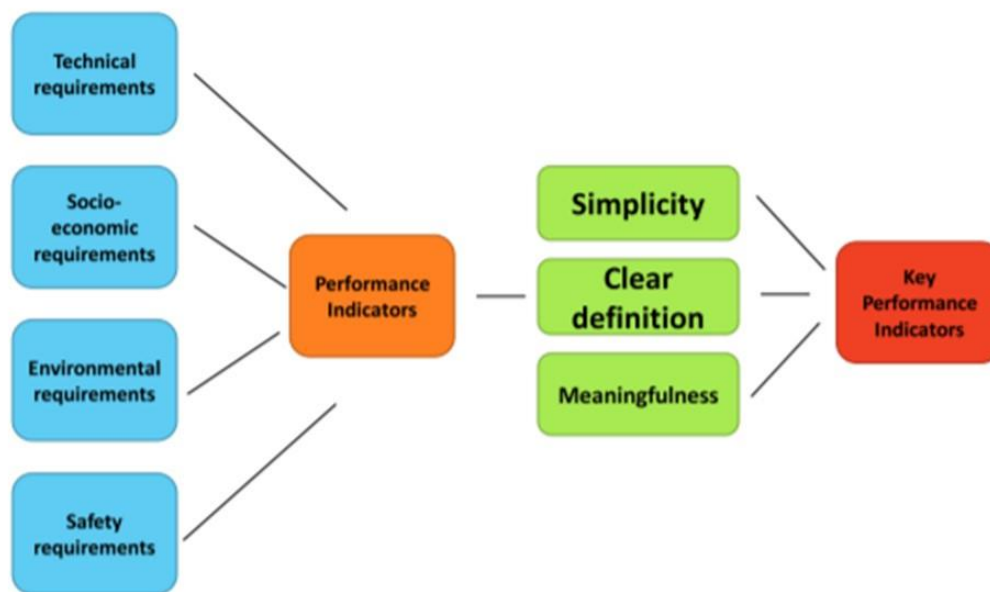 Technical
requirements
Socio-
economic
requirements
Environmental
requirements
Safety
requirements
Performance
Indicators
Simplicity
Clear
definition
Meaningfulness
Key
Performance
Indicators